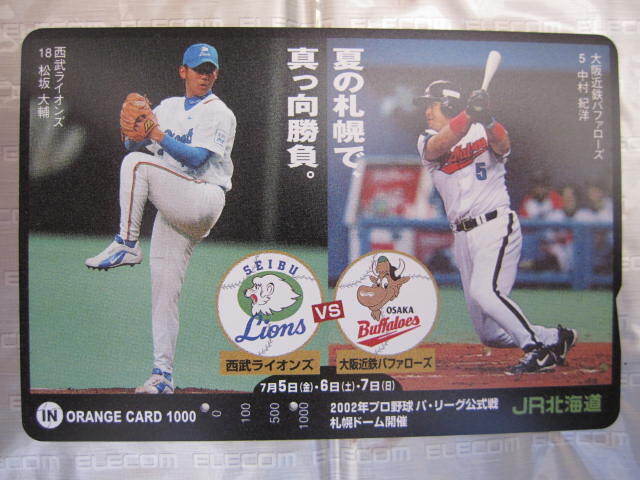 西武ライオンズ
18 松坂 大輔
夏の札幌で、
真っ向勝負。
大阪近鉄バファローズ
5 中村 紀洋
Buffaloes
5
SEIBU
Lions
西武ライオンズ
VS
OSAKA
Buffaloes
大阪近鉄バファローズ
7月5日(金)・6日(土)・7日(日)
IN ORANGE CARD 1000
0 100 500 1000
2002年プロ野球 パ・リーグ公式戦
札幌ドーム開催
JR北海道
ELECOM ELECOM ELECOM ELECOM